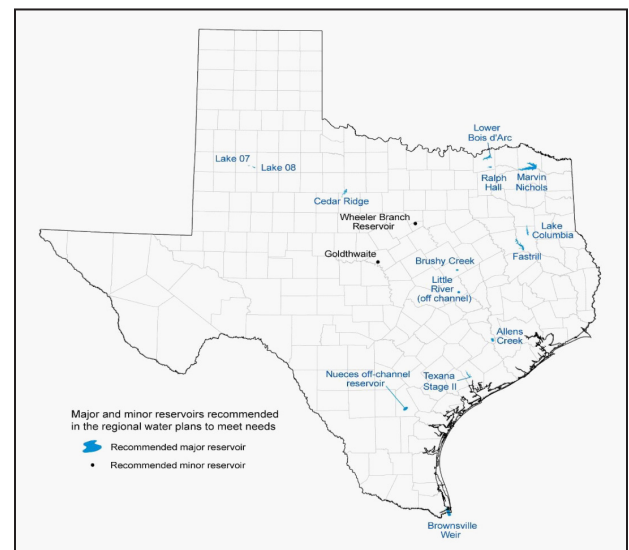 Lower
Bois d'Arc
Lake 07
Lake 08
Ralph
Hall
Marvin
Nichols
Cedar Ridge
Wheeler Branch
Reservoir
Lake
Columbia
Goldthwaite
Fastrill
Brushy Creek
Little
River
(off channel)
Allens
Creek
Nueces off-channel
reservoir
Texana
Stage II
Major and minor reservoirs recommended
in the regional water plans to meet needs
Recommended major reservoir
Recommended minor reservoir
Brownsville
Weir